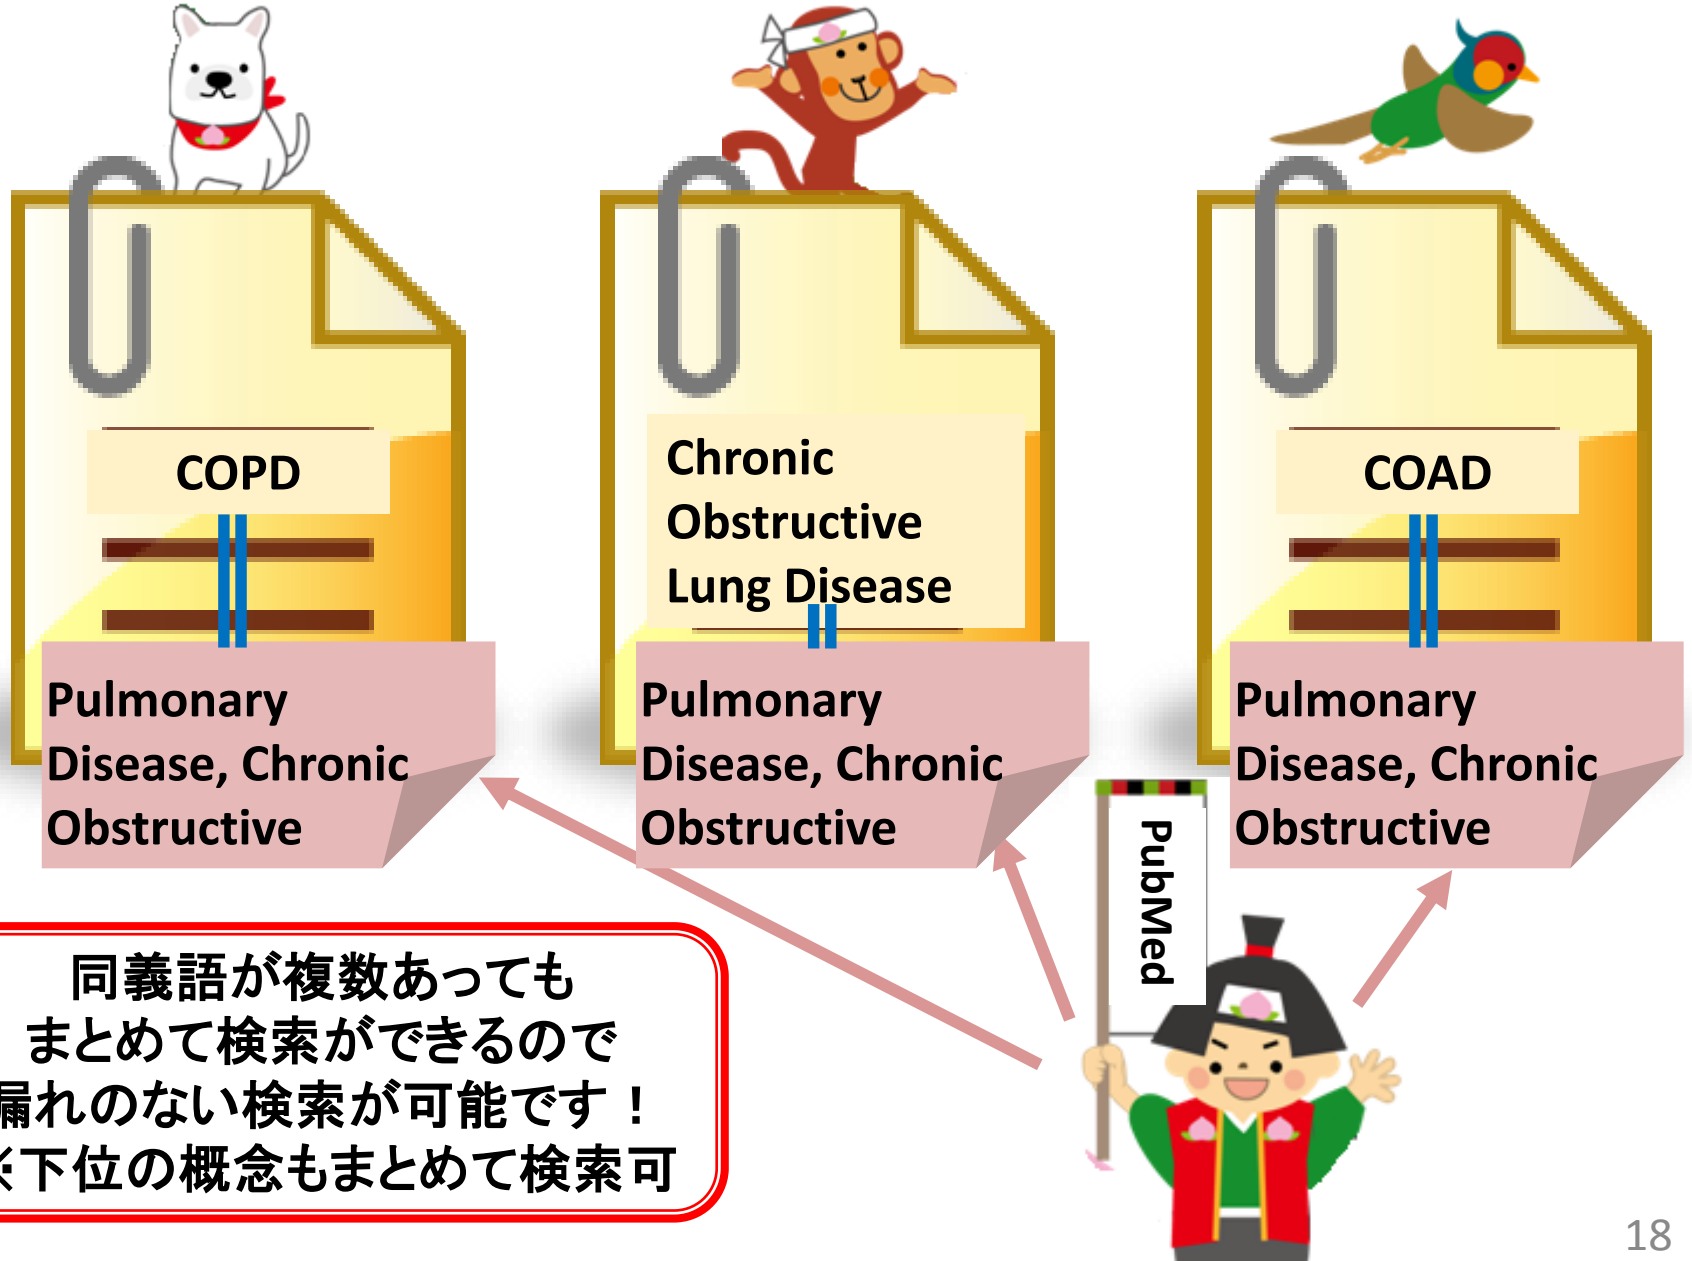 COPD
Chronic
Obstructive
Lung Disease
COAD
Pulmonary
Disease, Chronic
Obstructive
Pulmonary
Disease, Chronic
Obstructive
Pulmonary
Disease, Chronic
Obstructive
PubMed
同義語が複数あっても
まとめて検索ができるので
漏れのない検索が可能です！
※下位の概念もまとめて検索可
18